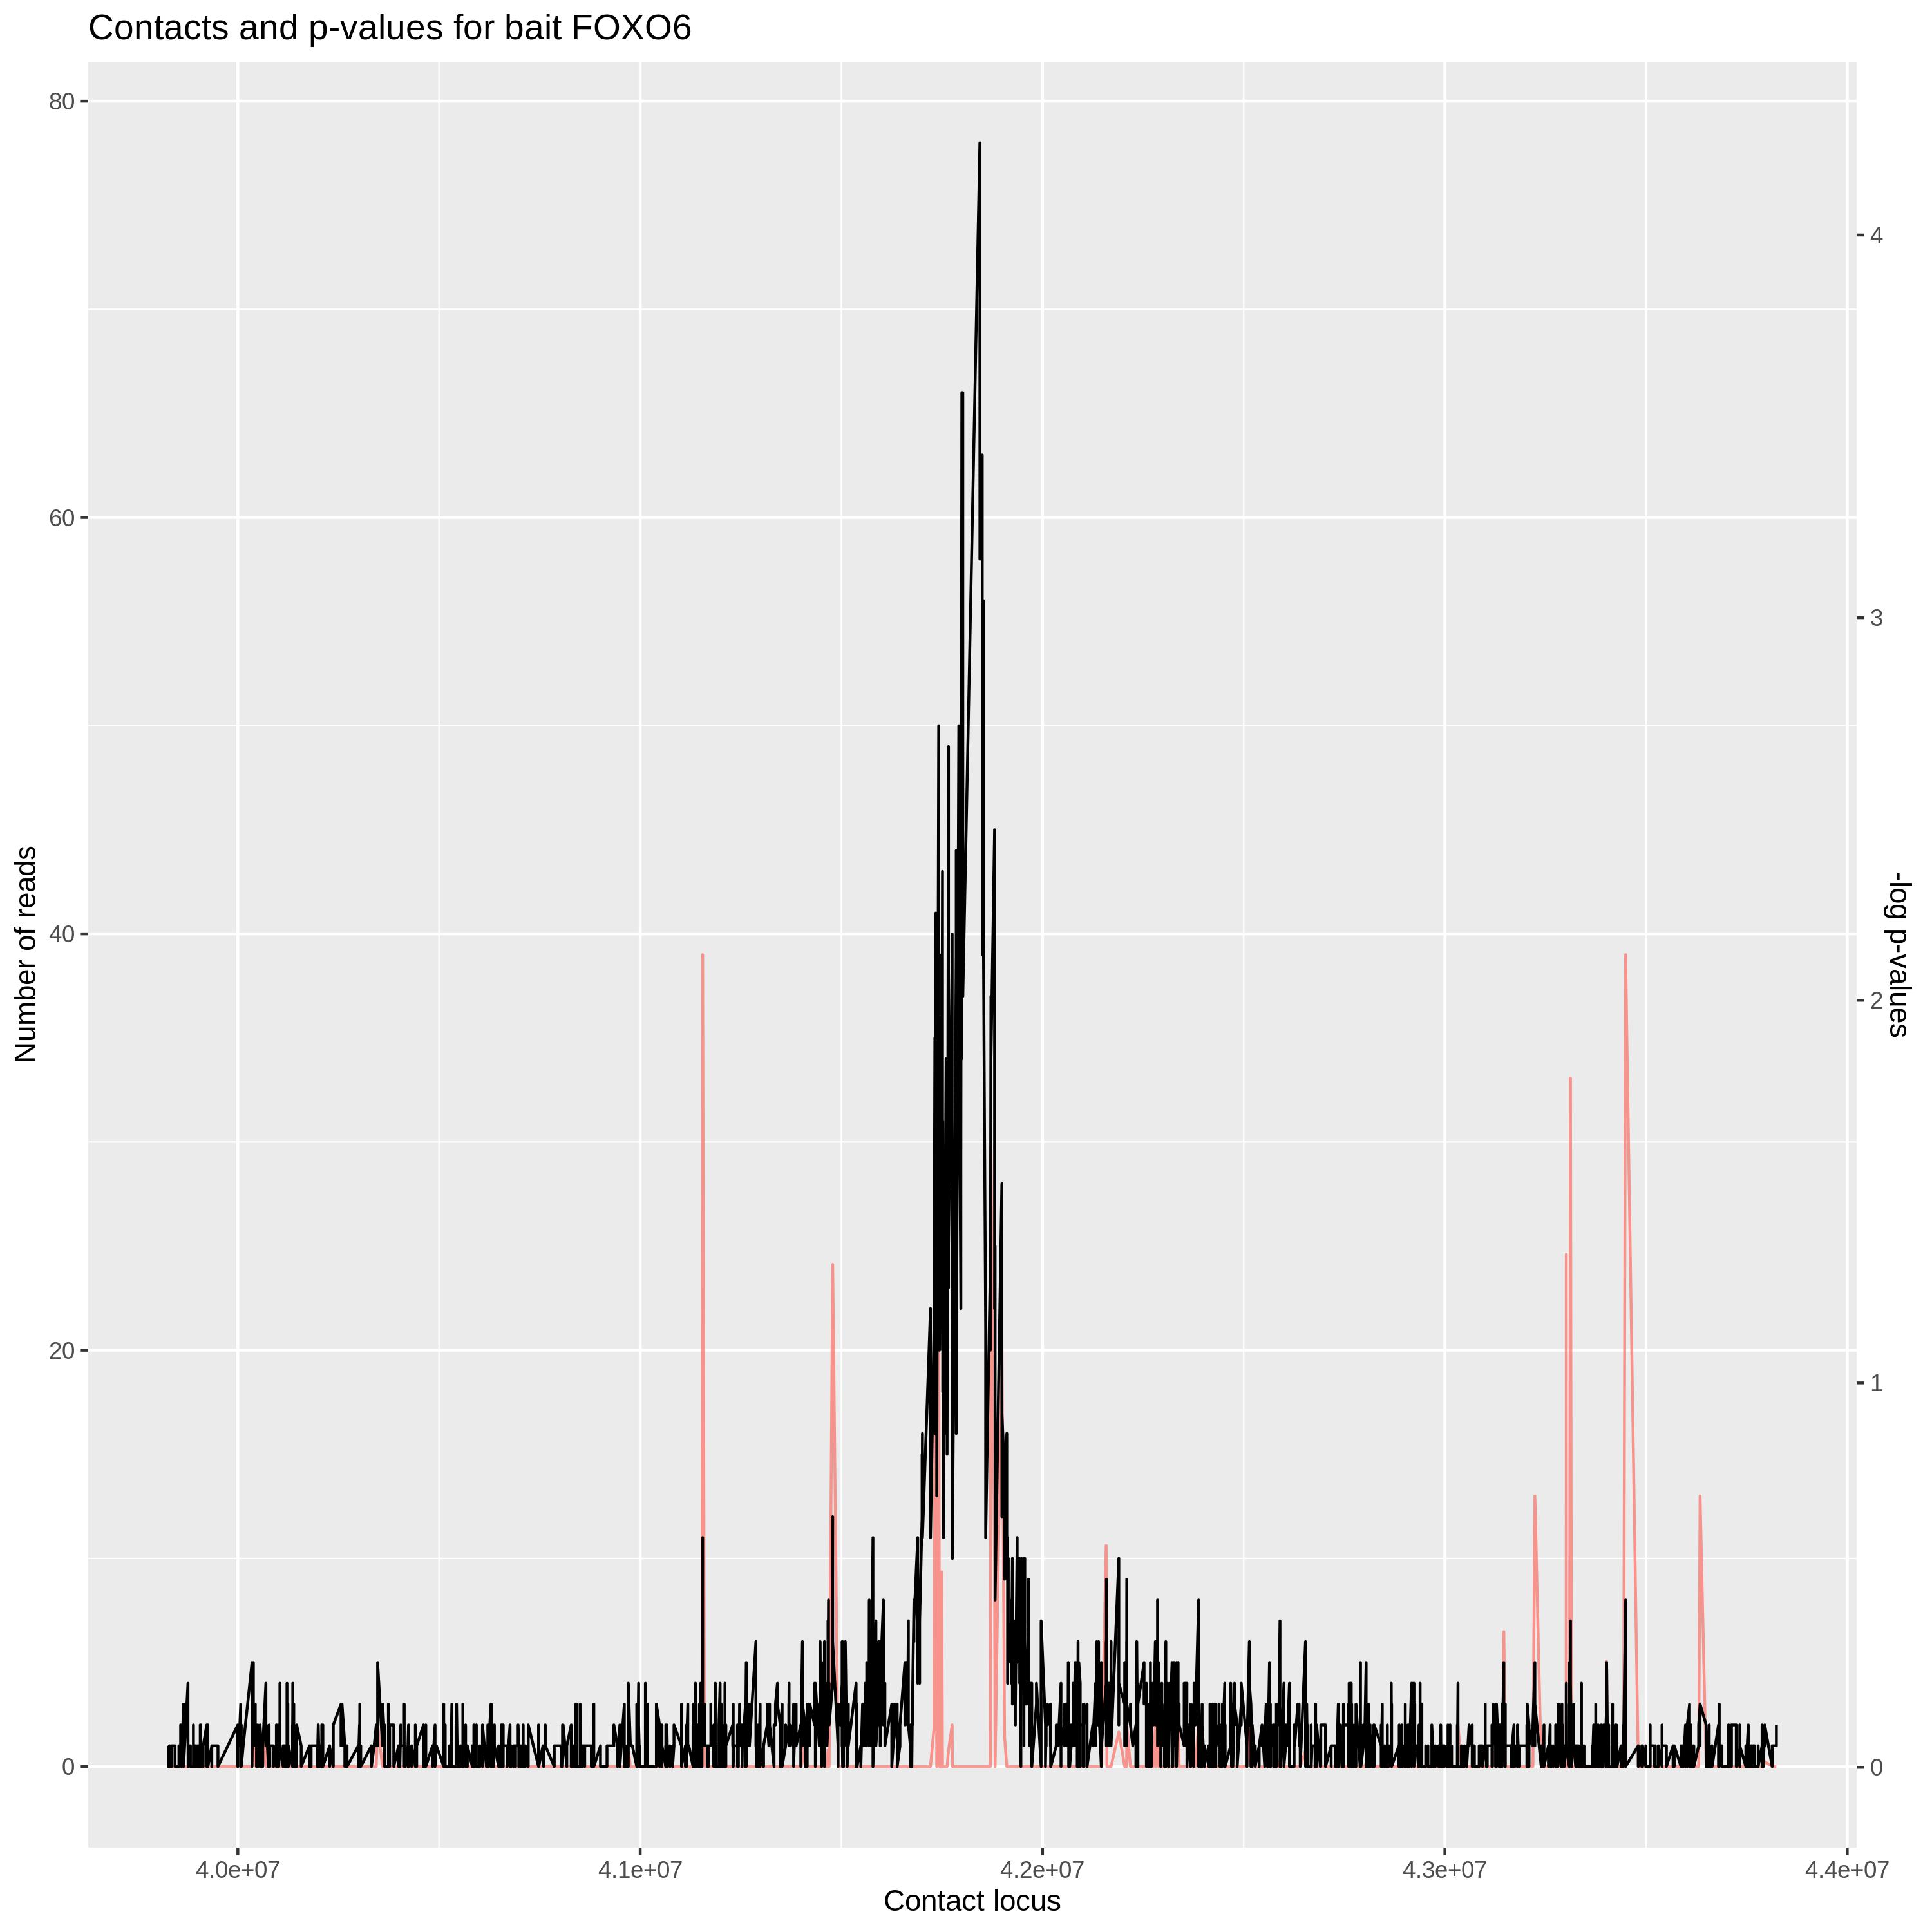 Contacts and p-values for bait FOXO6
80
60
40
20
0
Number of reads
4
3
2
1
0
-log p-values
4.0e+07 4.1e+07 4.2e+07 4.3e+07 4.4e+07
Contact locus